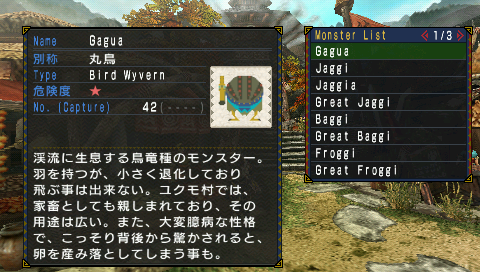 Name Gagua
別称 丸鳥
Type Bird Wyvern
危険度 ★
No. (Capture) 42(----)
渓流に生息する鳥竜種のモンスター。
羽を持つが、小さく退化しており
飛ぶ事は出来ない。ユクモ村では、
家畜としても親しまれており、その
用途は広い。また、大変臆病な性格
で、こっそり背後から驚かされると、
卵を産み落としてしまう事も。
Monster List 1/3
Gagua
Jaggi
Jaggia
Great Jaggi
Baggi
Great Baggi
Froggi
Great Froggi